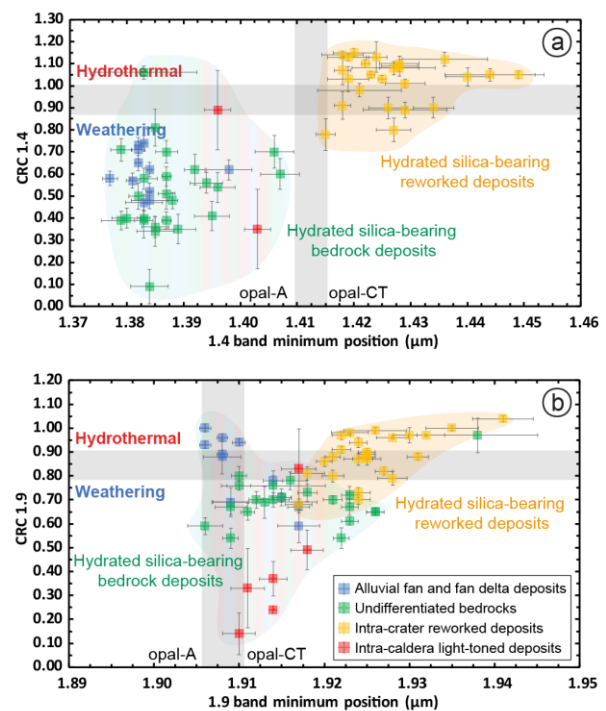 a
1.30
1.20
1.10
1.00
0.90
0.80
0.70
0.60
0.50
0.40
0.30
0.20
0.10
0.00
CRC 1.4
Hydrothermal
Weathering
Hydrated silica-bearing
reworked deposits
Hydrated silica-bearing
bedrock deposits
opal-A
opal-CT
1.37 1.38 1.39 1.40 1.41 1.42 1.43 1.44 1.45 1.46
1.4 band minimum position (μm)
b
1.20
1.10
1.00
0.90
0.80
0.70
0.60
0.50
0.40
0.30
0.20
0.10
0.00
CRC 1.9
Hydrothermal
Weathering
Hydrated silica-bearing
reworked deposits
Hydrated silica-bearing
bedrock deposits
Alluvial fan and fan delta deposits
Undifferentiated bedrocks
Intra-crater reworked deposits
Intra-caldera light-toned deposits
opal-A
opal-CT
1.89 1.90 1.91 1.92 1.93 1.94 1.95
1.9 band minimum position (μm)